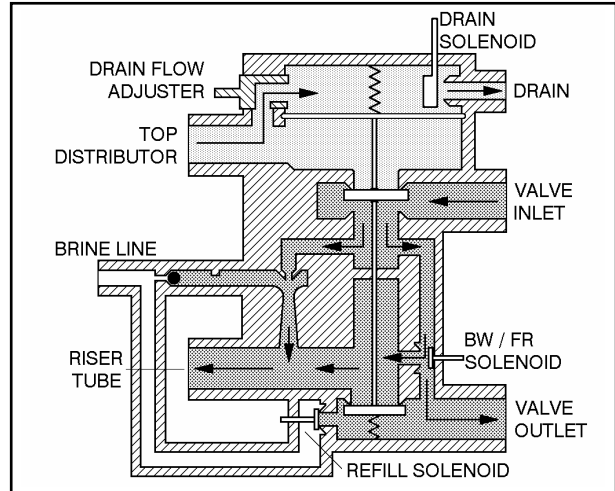 DRAIN
SOLENOID
DRAIN FLOW
ADJUSTER
DRAIN
TOP
DISTRIBUTOR
VALVE
INLET
BRINE LINE
BW / FR
SOLENOID
RISER
TUBE
VALVE
OUTLET
REFILL SOLENOID